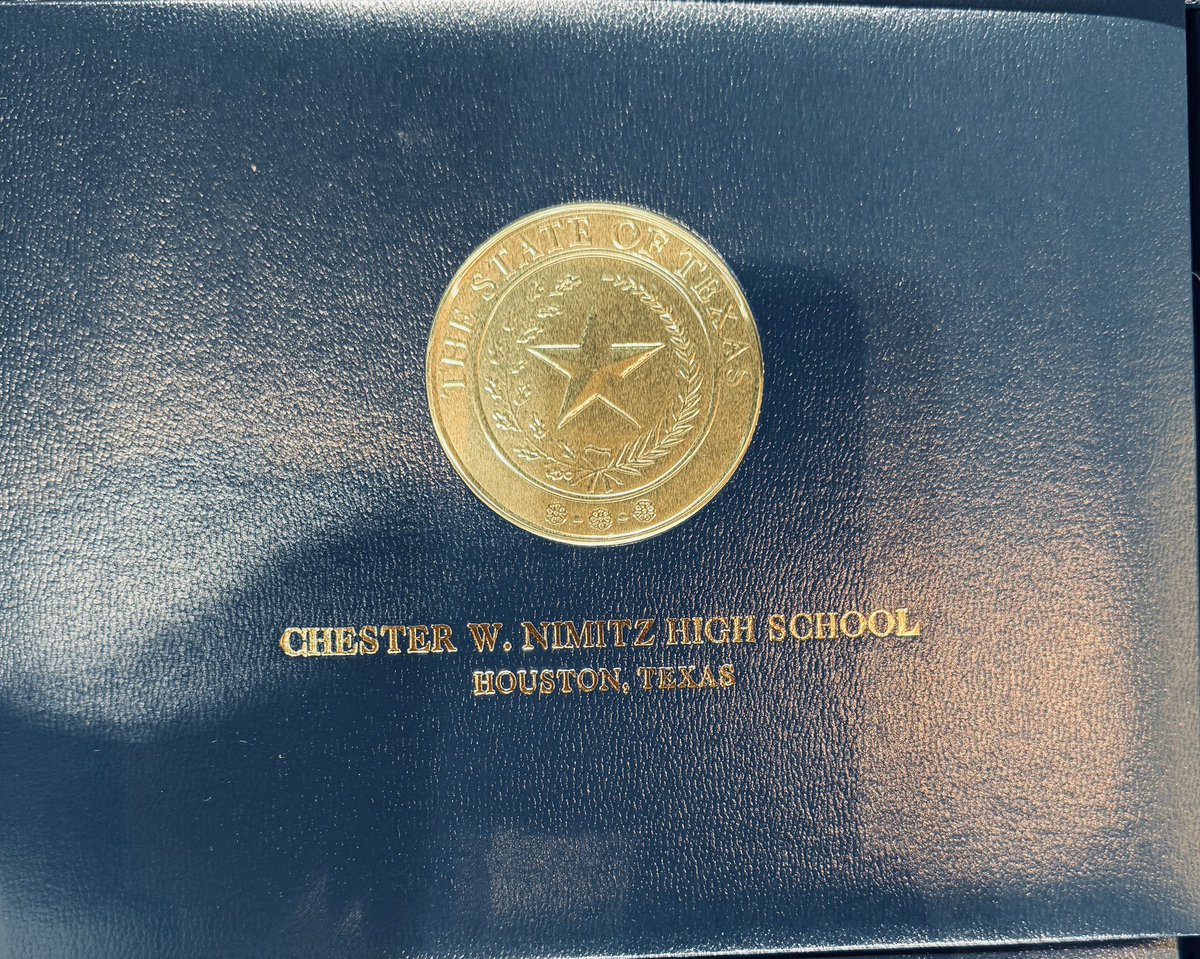 THE STATE OF TEXAS
CHESTER W. NIMITZ HIGH SCHOOL
HOUSTON, TEXAS